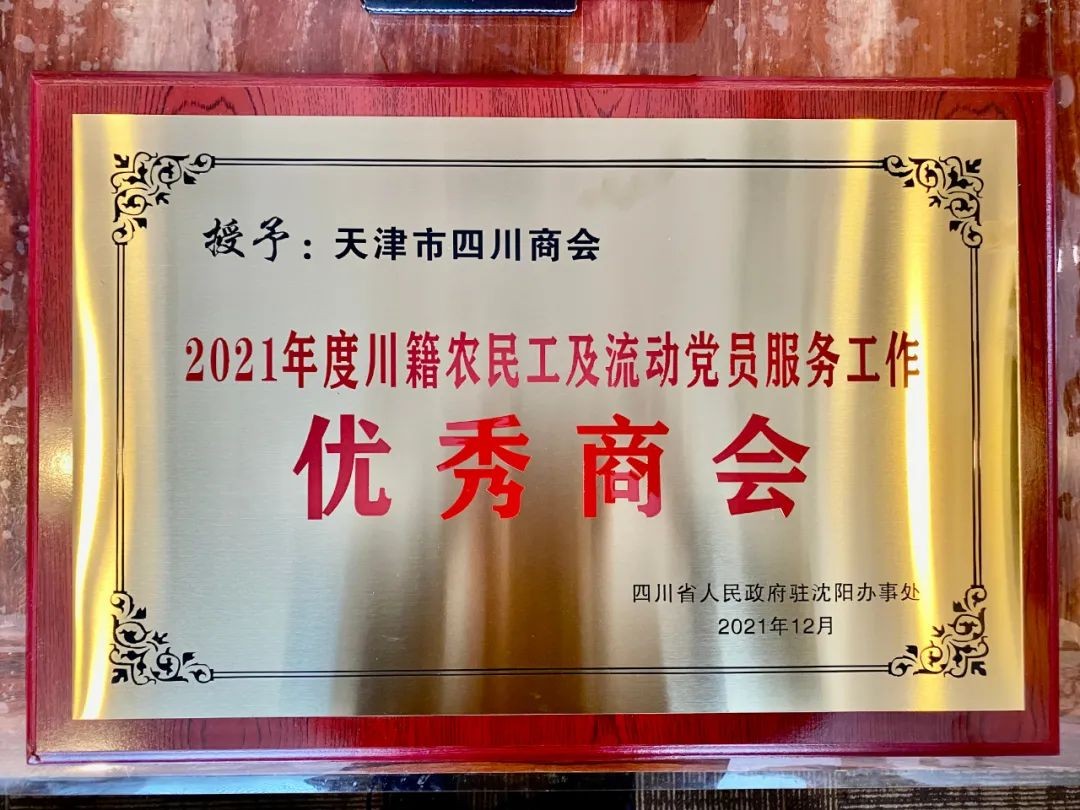 授予：天津市四川商会
2021年度川籍农民工及流动党员服务工作
优秀商会
四川省人民政府驻沈阳办事处
2021年12月